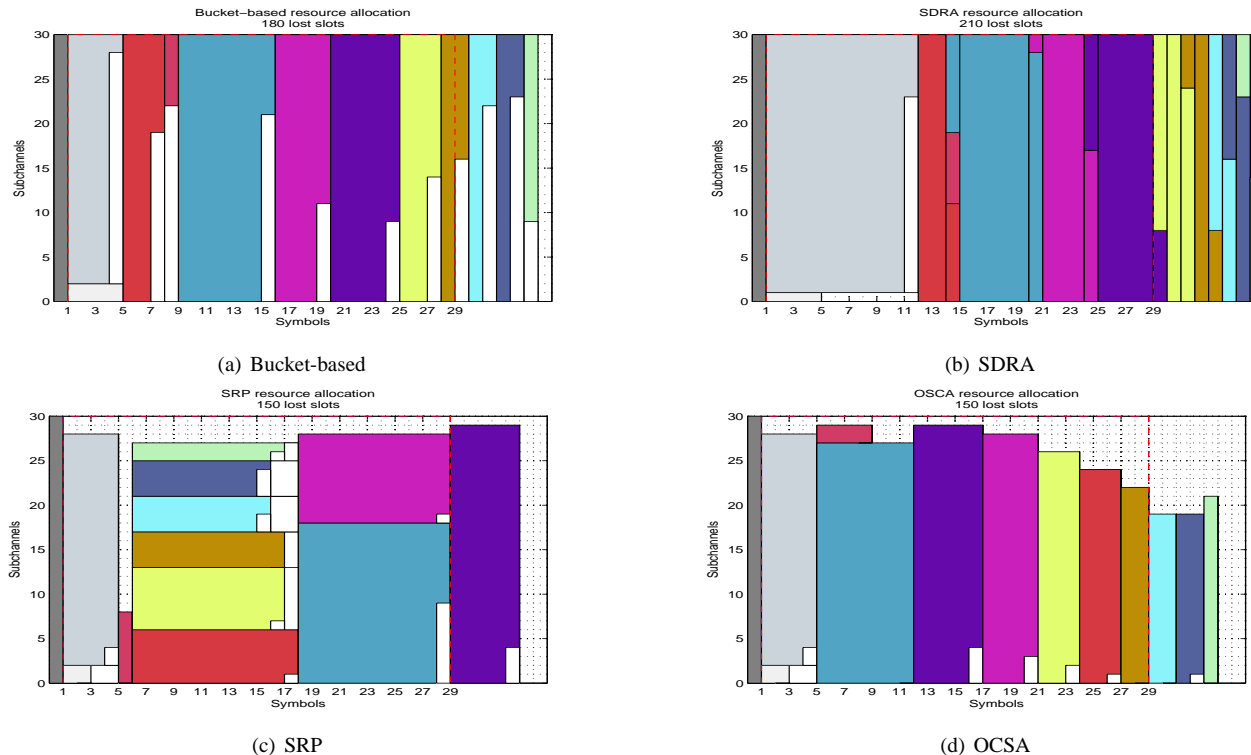 Bucket-based resource allocation
180 lost slots
30
25
20
15
10
5
0
Subchannels
1 3 5 7 9 11 13 15 17 19 21 23 25 27 29
Symbols
(a) Bucket-based
SDRA resource allocation
210 lost slots
30
25
20
15
10
5
0
Subchannels
1 3 5 7 9 11 13 15 17 19 21 23 25 27 29
Symbols
(b) SDRA
SRP resource allocation
150 lost slots
30
25
20
15
10
5
0
Subchannels
1 3 5 7 9 11 13 15 17 19 21 23 25 27 29
Symbols
(c) SRP
OSCA resource allocation
150 lost slots
30
25
20
15
10
5
0
Subchannels
1 3 5 7 9 11 13 15 17 19 21 23 25 27 29
Symbols
(d) OCSA